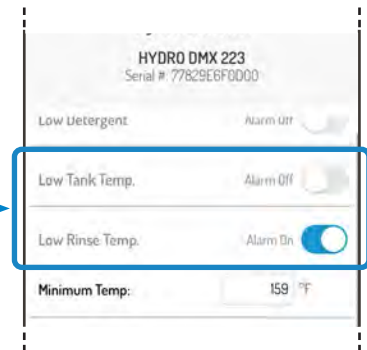 HYDRO DMX 223
Serial #: 77829E6F0D00
Low Detergent Alarm Off
Low Tank Temp. Alarm Off
Low Rinse Temp. Alarm On
Minimum Temp: 159 °F